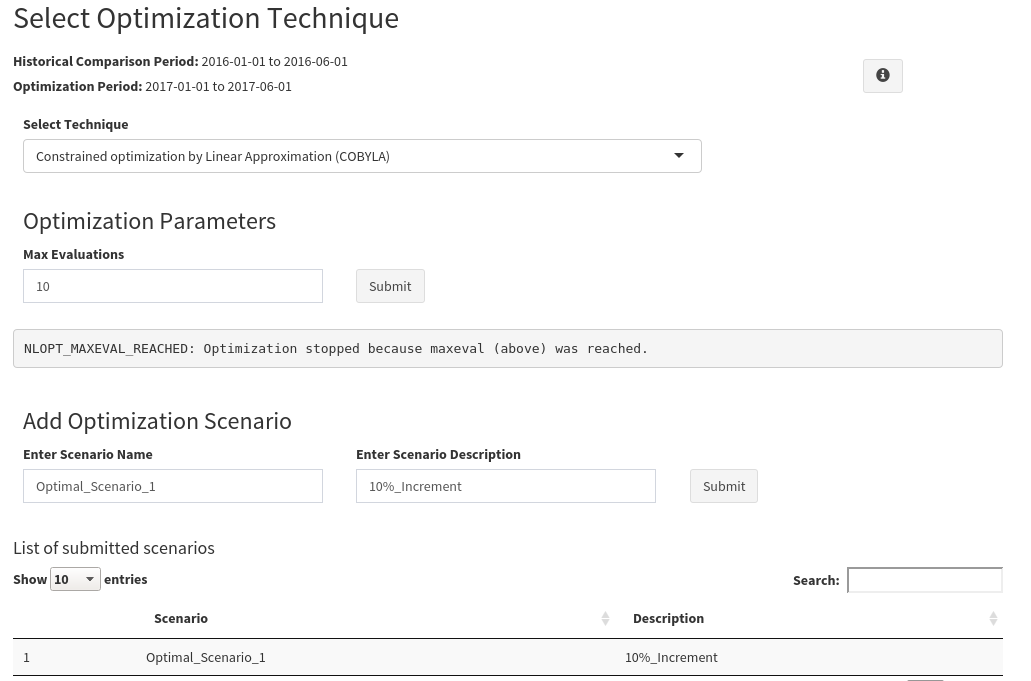 Select Optimization Technique
Historical Comparison Period: 2016-01-01 to 2016-06-01
Optimization Period: 2017-01-01 to 2017-06-01
Select Technique
Constrained optimization by Linear Approximation (COBYLA)
Optimization Parameters
Max Evaluations
10
Submit
NLOPT_MAXEVAL_REACHED: Optimization stopped because maxeval (above) was reached.
Add Optimization Scenario
Enter Scenario Name
Enter Scenario Description
Optimal_Scenario_1
10%_Increment
Submit
List of submitted scenarios
Show 10 entries
Search:
Scenario
Description
1
Optimal_Scenario_1
10%_Increment